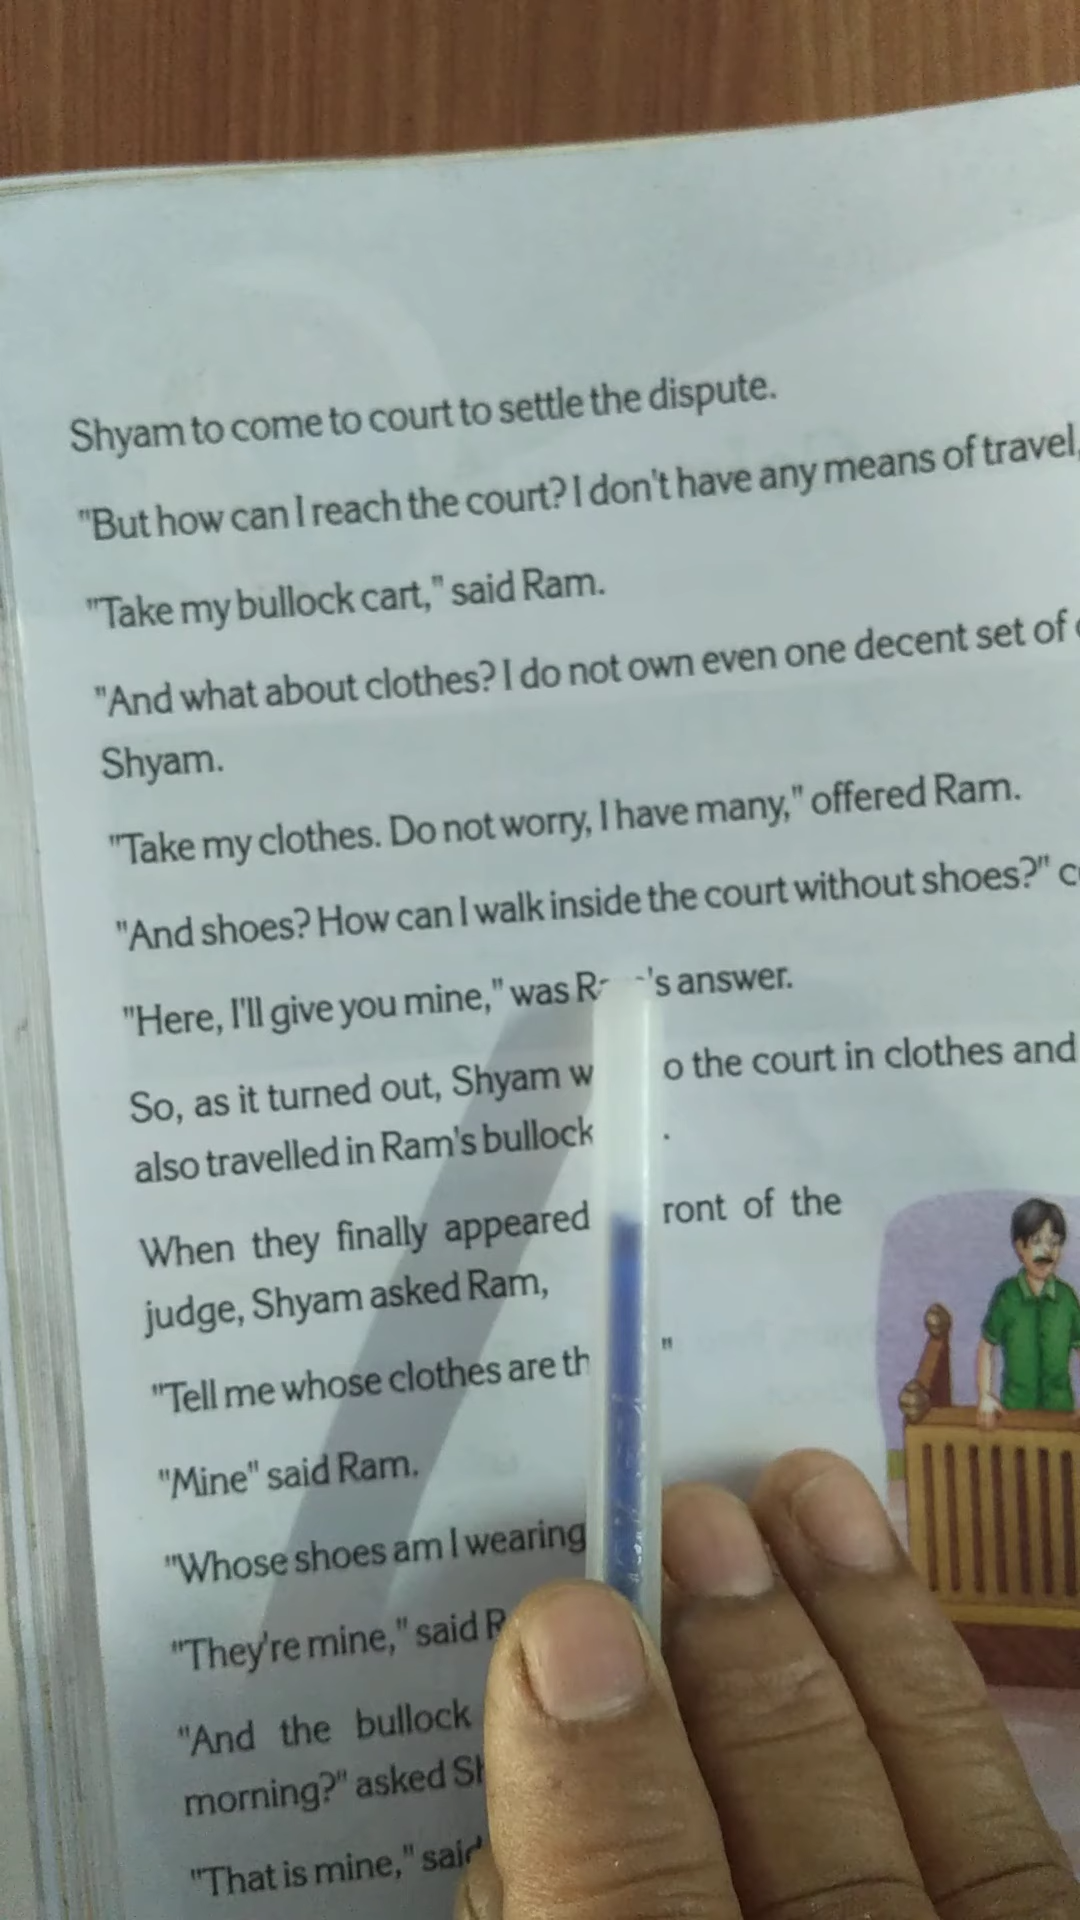 Shyam to come to court to settle the dispute.
"But how can I reach the court? I don't have any means of travel,
"Take my bullock cart," said Ram.
"And what about clothes? I do not own even one decent set of
Shyam.
"Take my clothes. Do not worry, I have many," offered Ram.
"And shoes? How can I walk inside the court without shoes?"
"Here, I'll give you mine," was Ram's answer.
So, as it turned out, Shyam the court in clothes and
also travelled in Ram's bullock .
When they finally appeared of the
judge, Shyam asked Ram,
"Tell me whose clothes are "
"Mine" said Ram.
"Whose shoes am I wearing
"They're mine," said
"And the bullock
morning?" asked
"That is mine," said